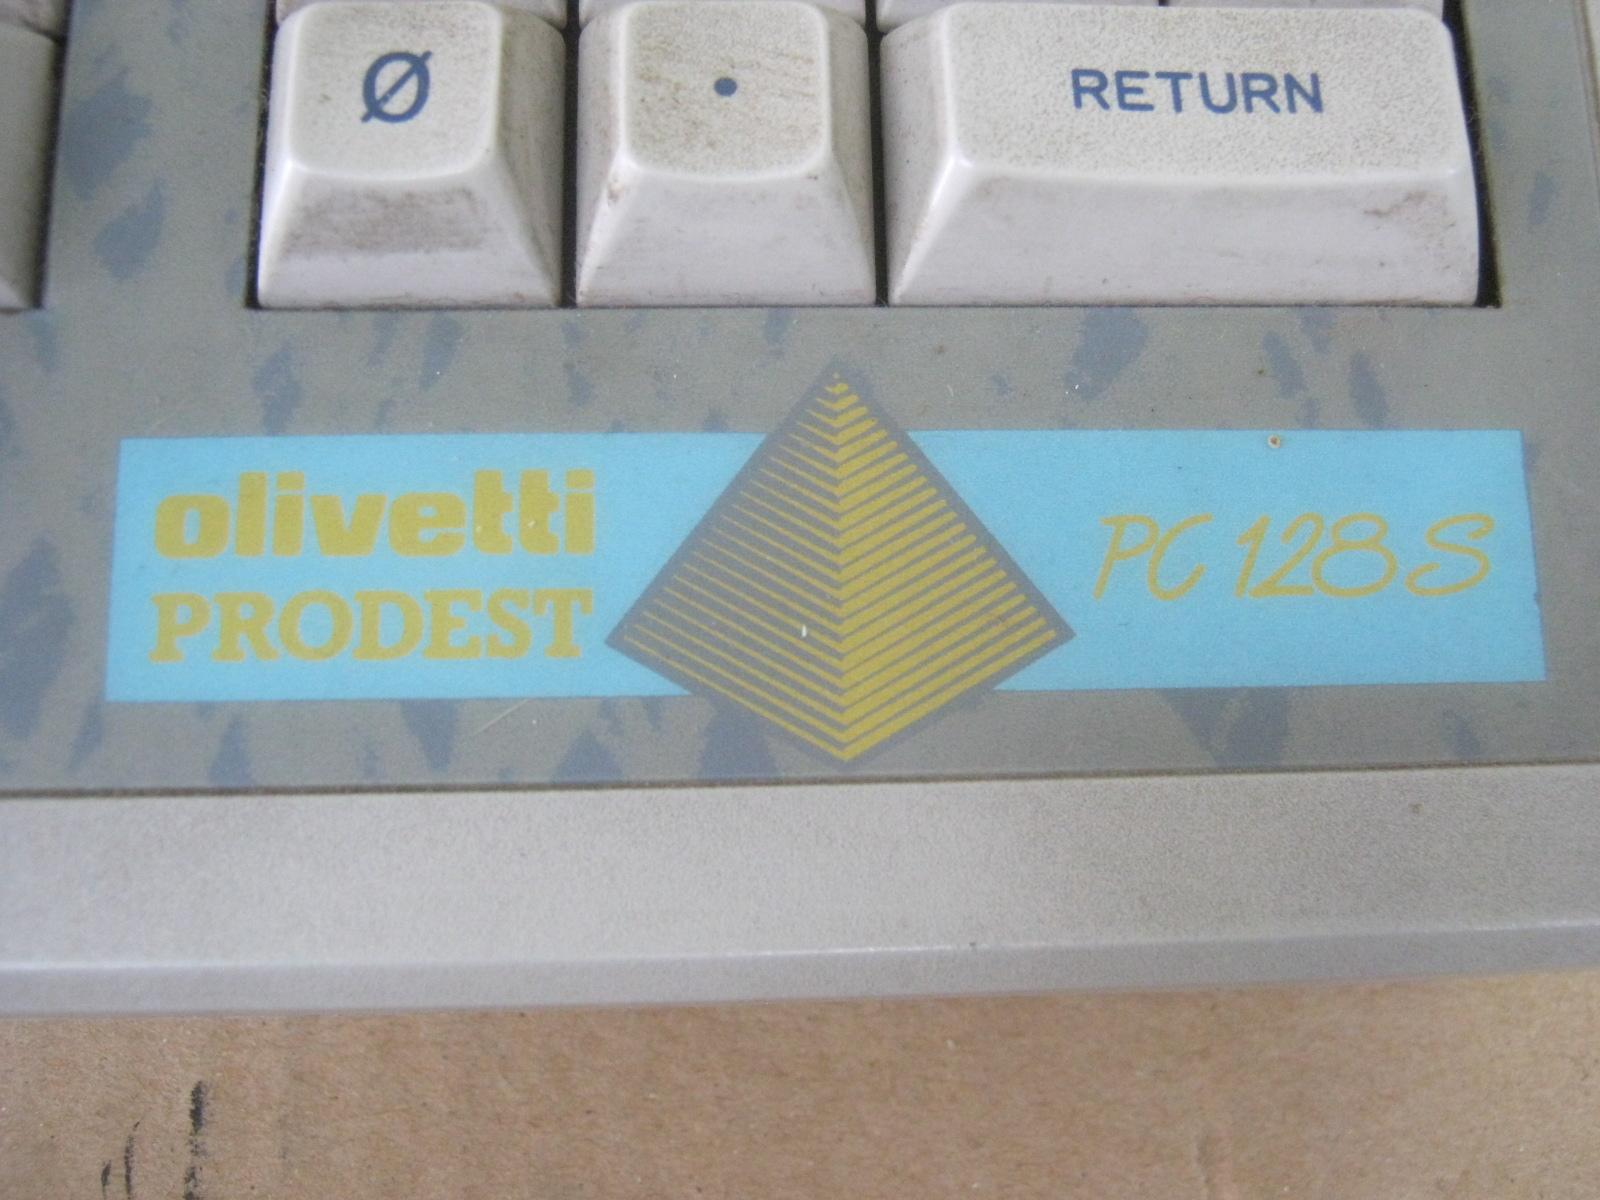 Ø . RETURN
olivetti
PRODEST
PC 128 S